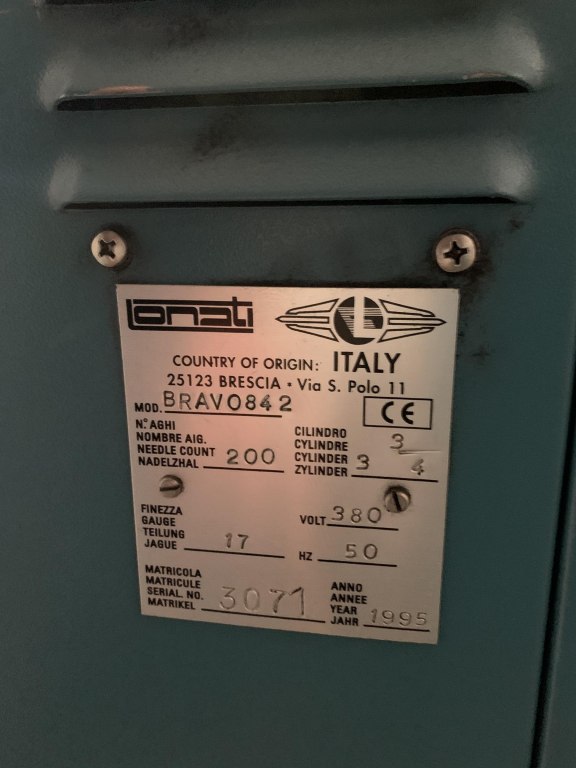 Lonati
COUNTRY OF ORIGIN: ITALY
25123 BRESCIA • Via S. Polo 11
MOD. BRAVO842
CE
N.° AGHI
NOMBRE AIG.
NEEDLE COUNT
NADELZHAL 200
CILINDRO
CYLINDRE
CYLINDER
ZYLINDER 3 3/4
FINEZZA
GAUGE
TEILUNG
JAGUE 17
VOLT. 380
HZ 50
MATRICOLA
MATRICULE
SERIAL. NO.
MATRIKEL 3071
ANNO
ANNEE
YEAR
JAHR 1995